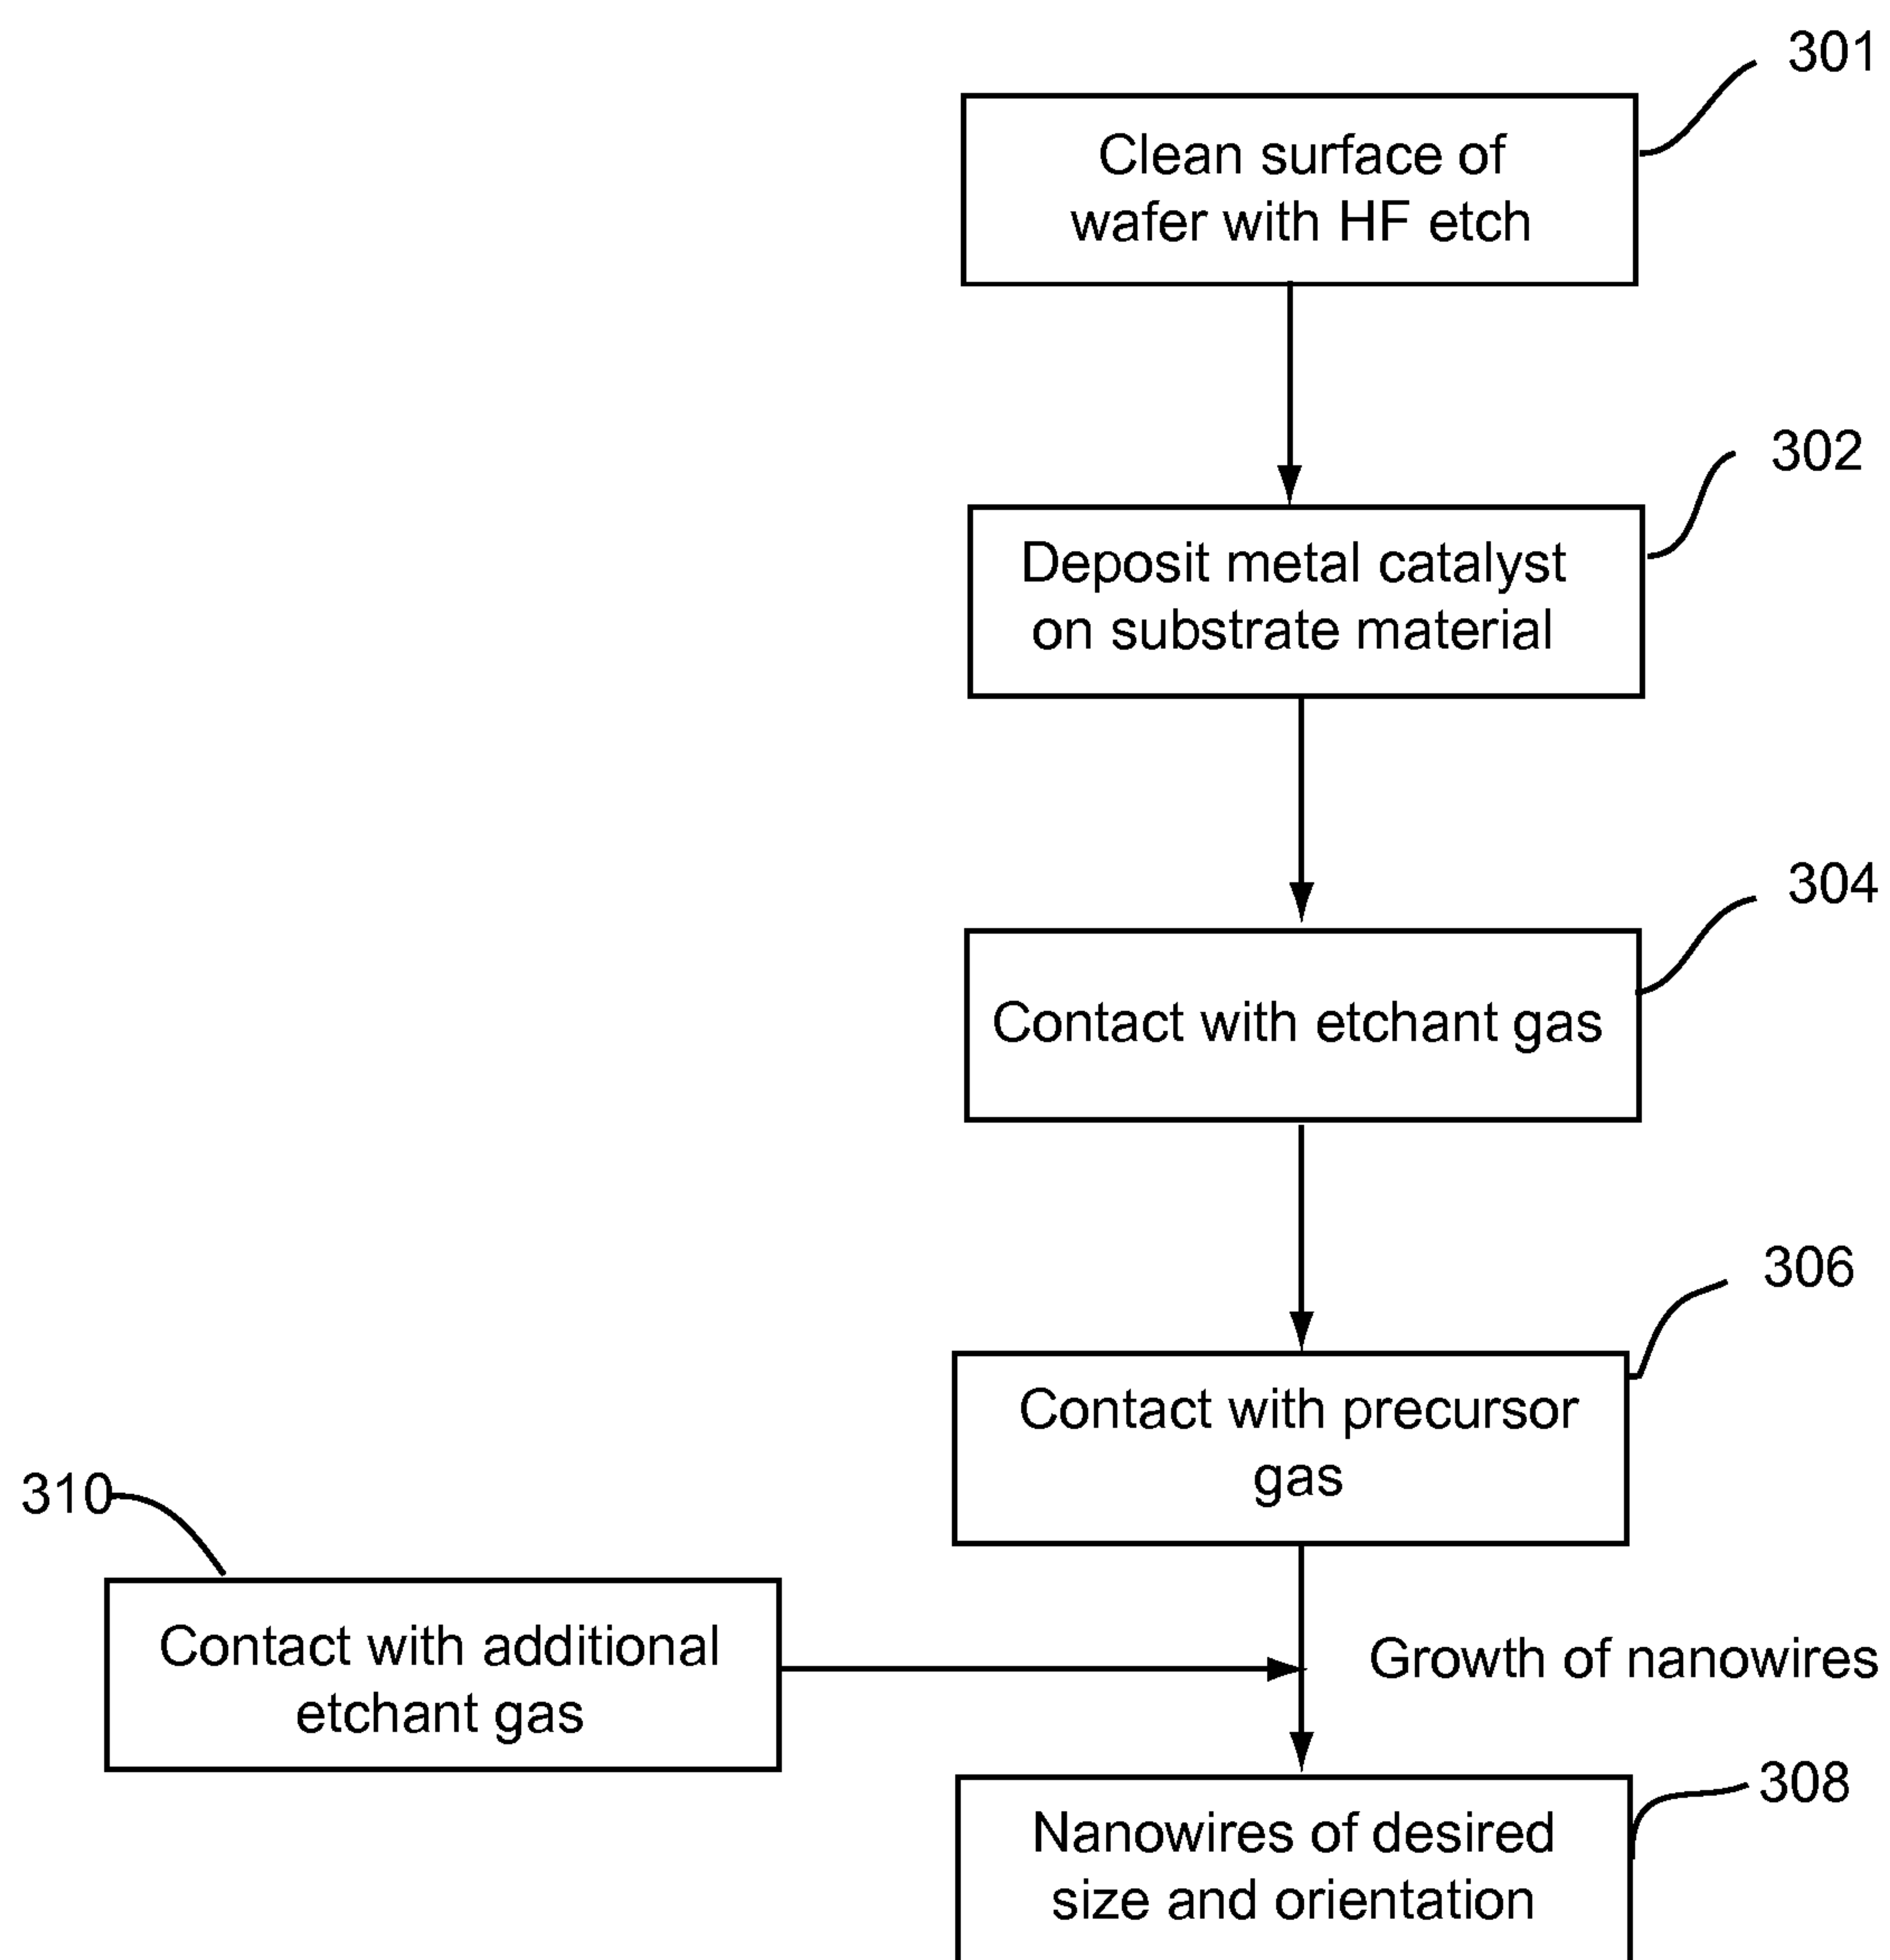 301
Clean surface of
wafer with HF etch
302
Deposit metal catalyst
on substrate material
304
Contact with etchant gas
306
Contact with precursor
gas
310
Contact with additional
etchant gas
Growth of nanowires
308
Nanowires of desired
size and orientation